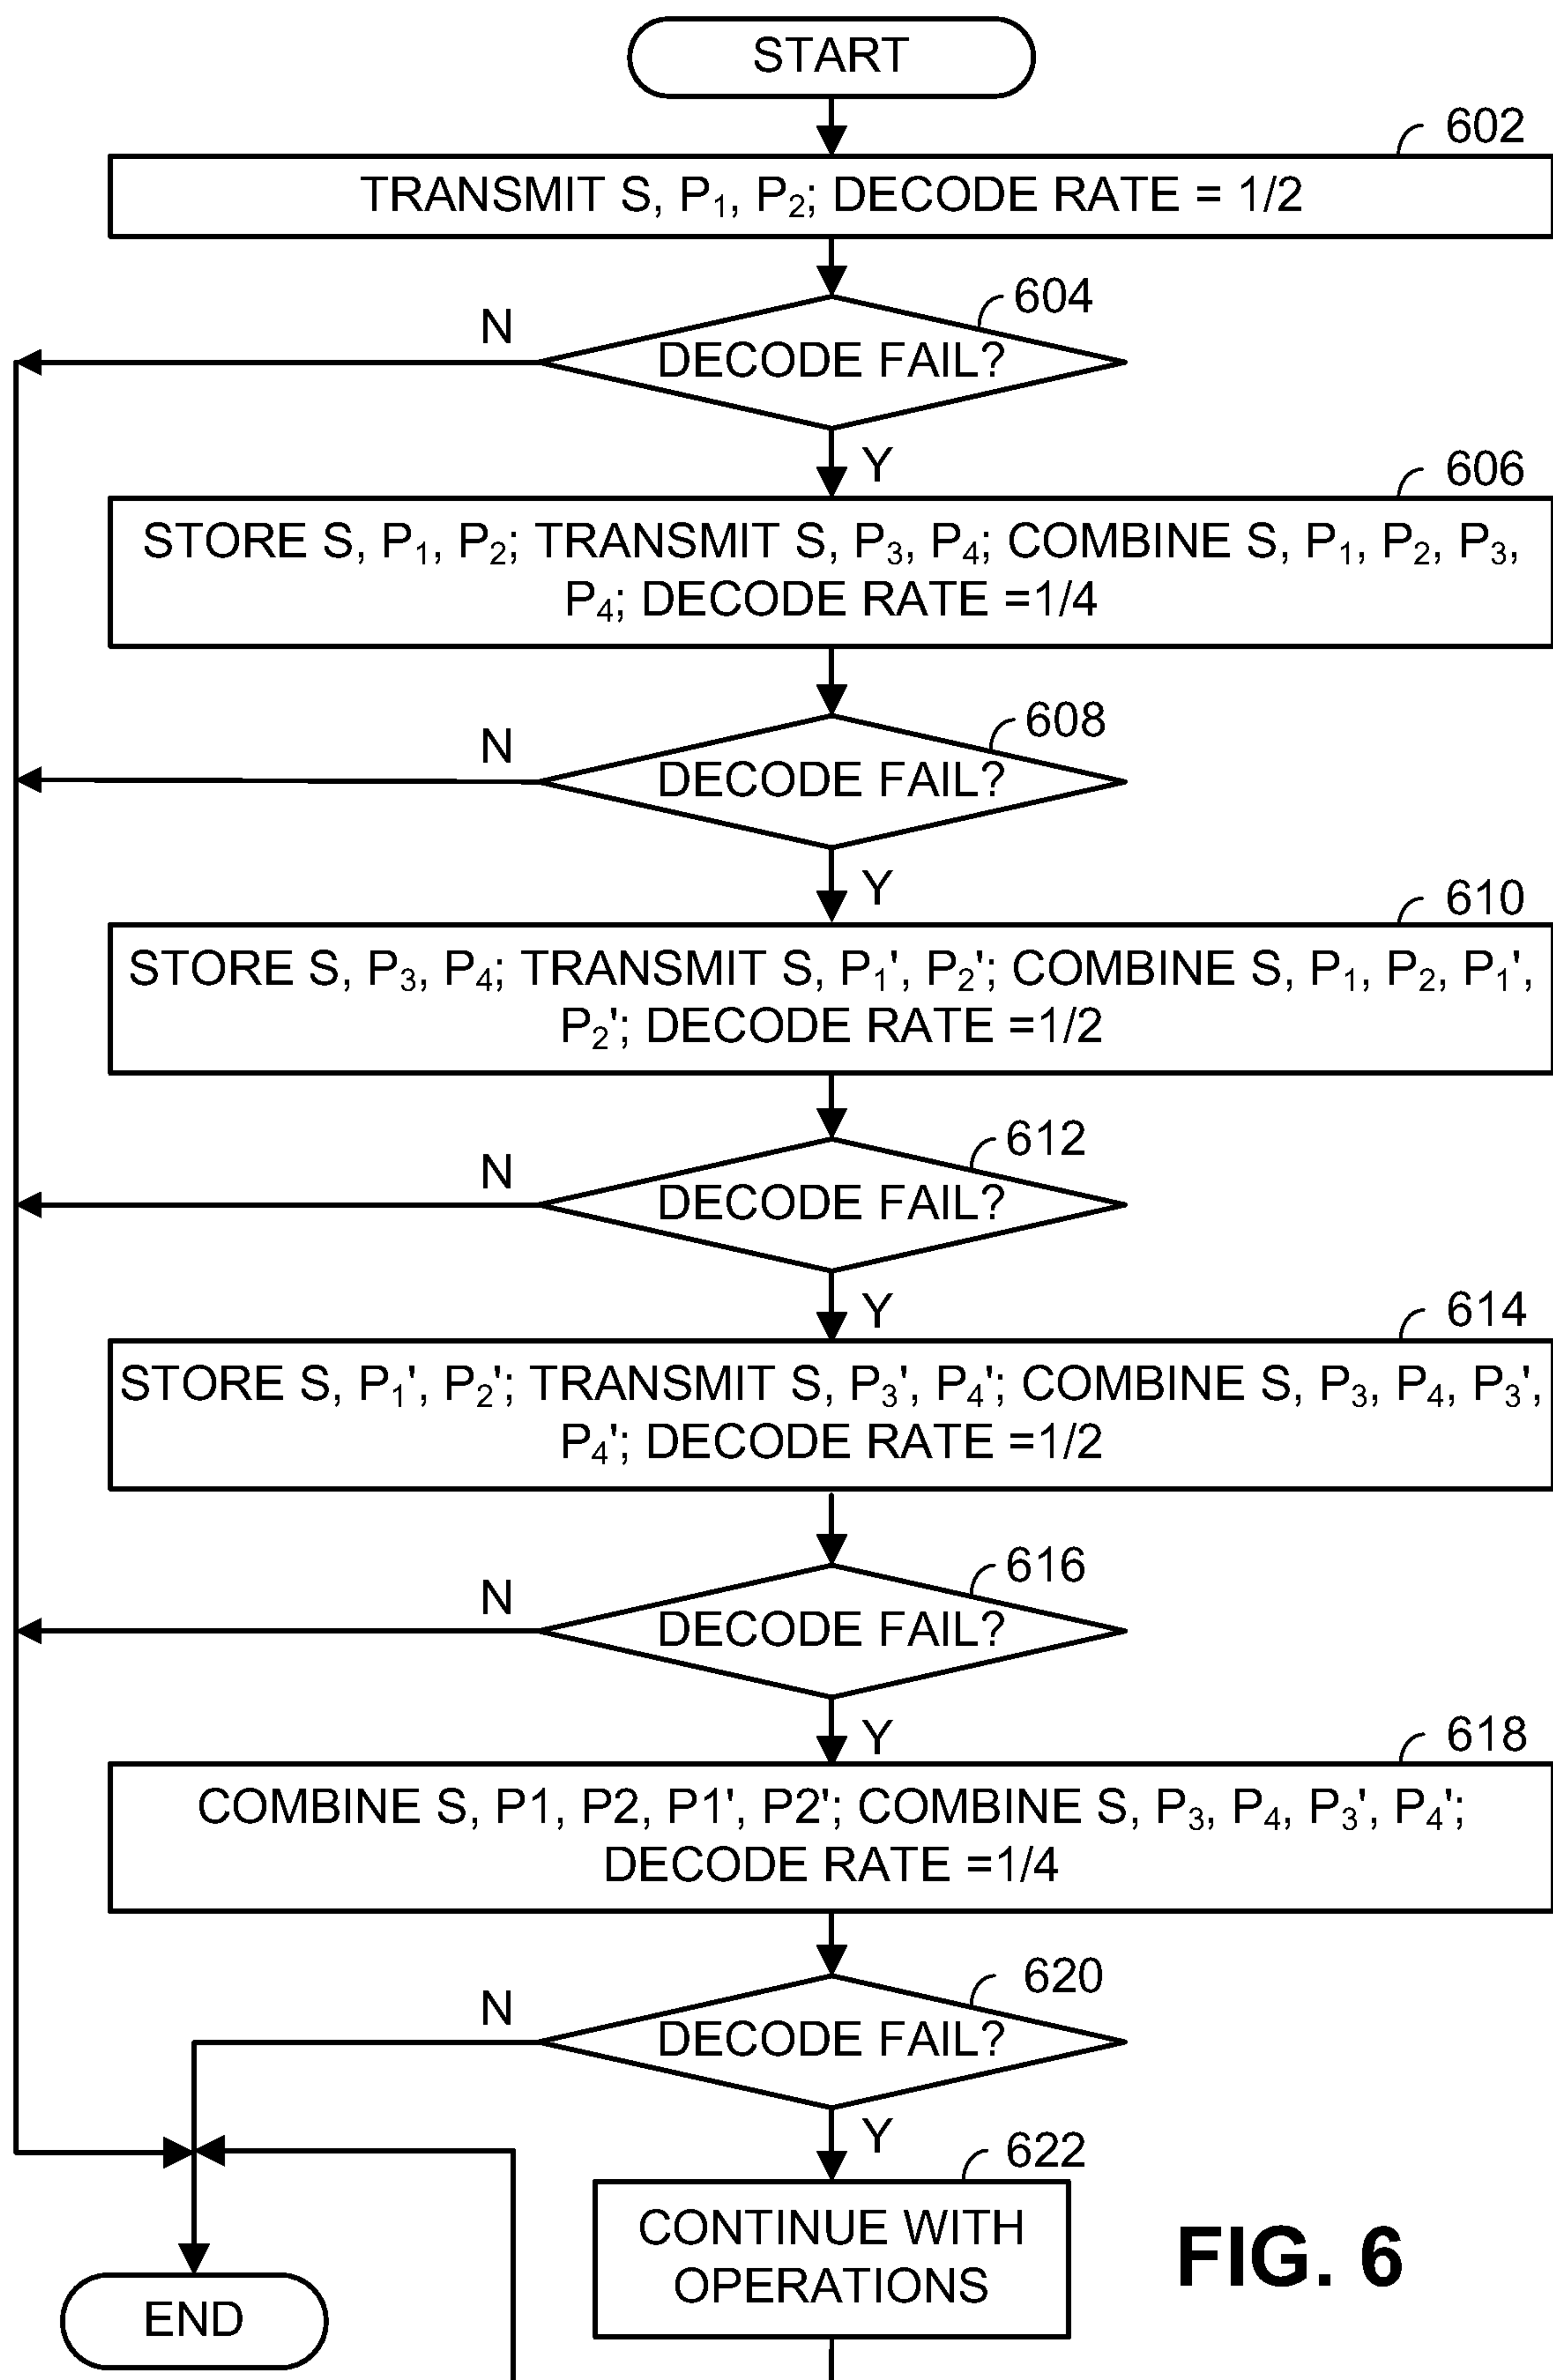 START
602
TRANSMIT S, P₁, P₂; DECODE RATE = 1/2
604
N
DECODE FAIL?
Y
606
STORE S, P₁, P₂; TRANSMIT S, P₃, P₄; COMBINE S, P₁, P₂, P₃,
P₄; DECODE RATE =1/4
608
N
DECODE FAIL?
Y
610
STORE S, P₃, P₄; TRANSMIT S, P₁', P₂'; COMBINE S, P₁, P₂, P₁',
P₂'; DECODE RATE =1/2
612
N
DECODE FAIL?
Y
614
STORE S, P₁', P₂'; TRANSMIT S, P₃', P₄'; COMBINE S, P₃, P₄, P₃',
P₄'; DECODE RATE =1/2
616
N
DECODE FAIL?
Y
618
COMBINE S, P1, P2, P1', P2'; COMBINE S, P₃, P₄, P₃', P₄';
DECODE RATE =1/4
620
N
DECODE FAIL?
Y
622
CONTINUE WITH
OPERATIONS
FIG. 6
END